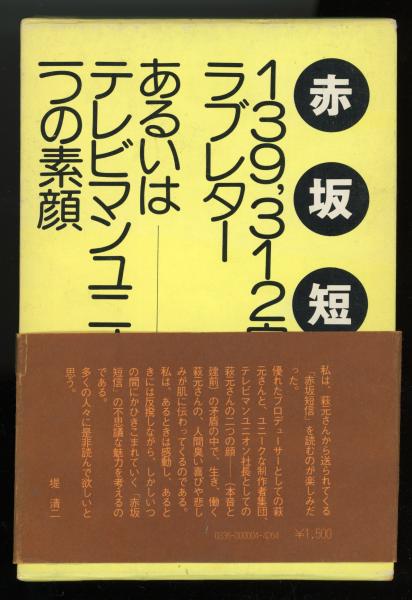 赤坂短
139,312
ラブレター
あるいは
テレビマンユニ
一つの素顔
私は、萩元さんから送られてくる
「赤坂短信」を読むのが楽しみだ
った。
優れたプロデューサーとしての萩
元さんと、ユニークな制作者集団
テレビマンユニオン社長としての
萩元さんの二つの顔——(本音と
建前)の矛盾の中で、生き、働く
萩元さんの、人間臭い喜びや悲し
みが肌に伝わってくるのである。
私は、あるときは感動し、あると
きには反撥しながら、しかしいつ
の間にかひきこまれていく「赤坂
短信」の不思議な魅力を考えるの
である。
多くの人々に是非読んで欲しいと
思う。
堤 清二
0336-000004-4264
¥1,500